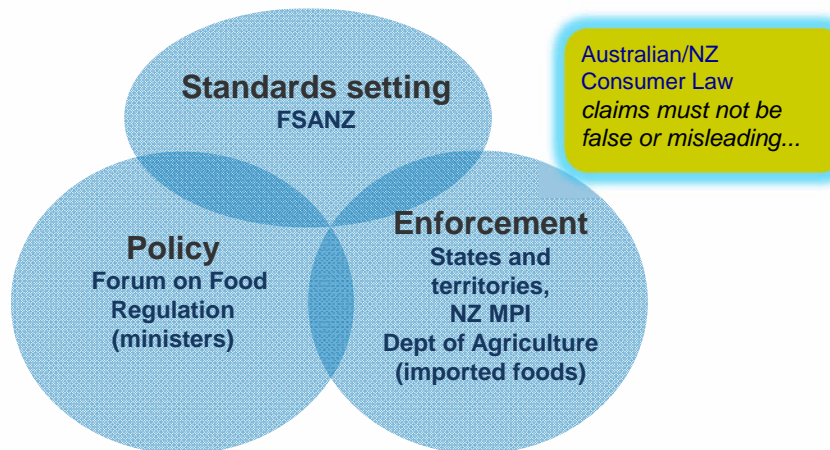 Standards setting
FSANZ
Australian/NZ
Consumer Law
claims must not be
false or misleading...
Policy
Forum on Food
Regulation
(ministers)
Enforcement
States and
territories,
NZ MPI
Dept of Agriculture
(imported foods)